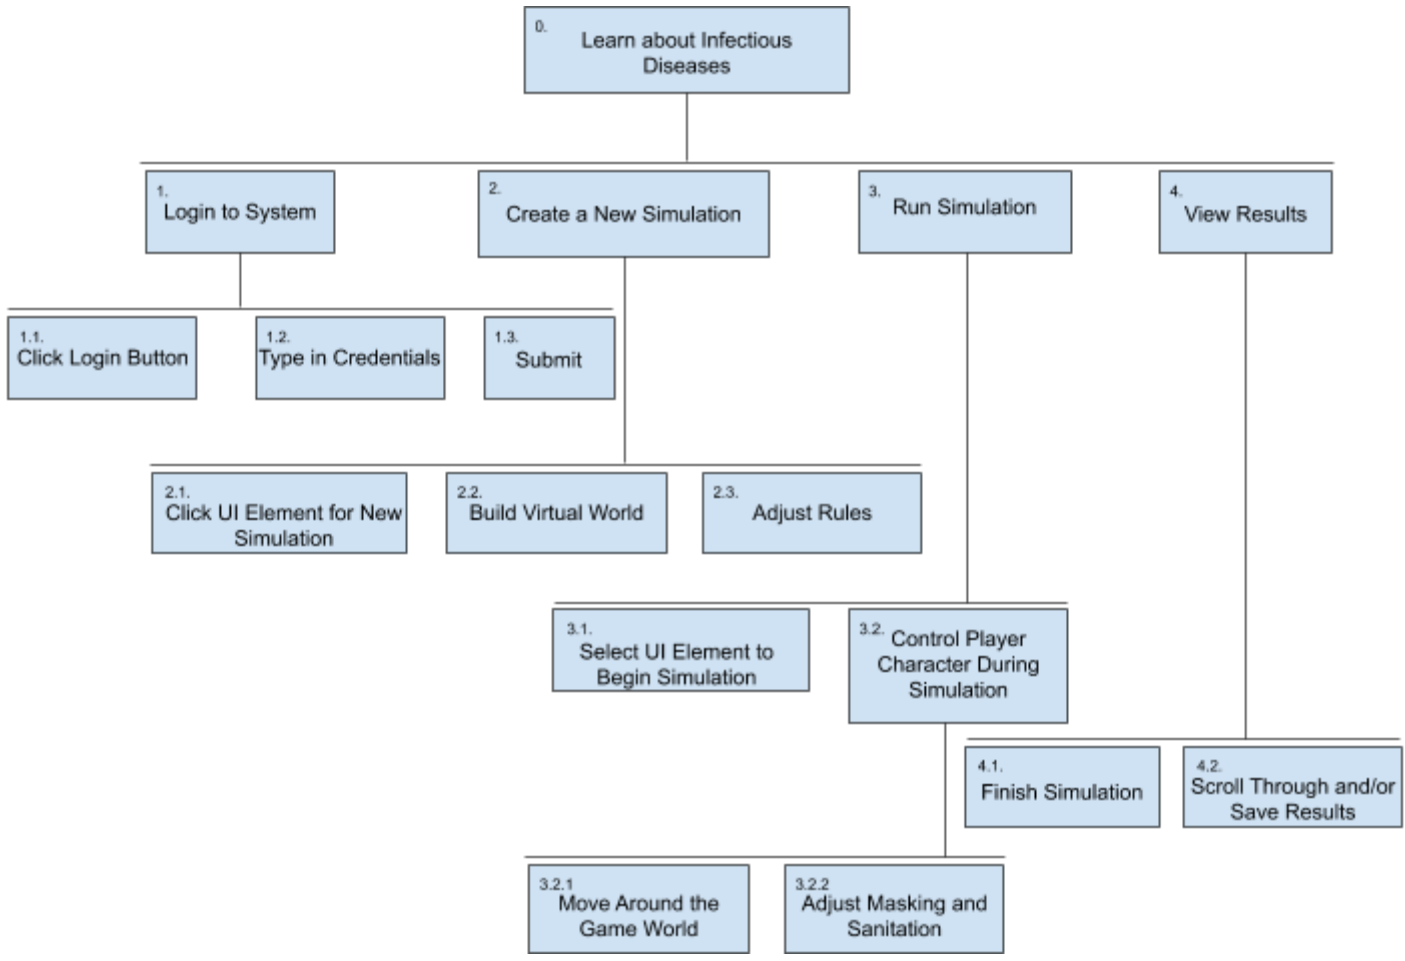 0.
Learn about Infectious
Diseases
1.
Login to System
2.
Create a New Simulation
3.
Run Simulation
4.
View Results
1.1.
Click Login Button
1.2.
Type in Credentials
1.3.
Submit
2.1.
Click UI Element for New
Simulation
2.2.
Build Virtual World
2.3.
Adjust Rules
3.1.
Select UI Element to
Begin Simulation
3.2.
Control Player
Character During
Simulation
4.1.
Finish Simulation
4.2.
Scroll Through and/or
Save Results
3.2.1
Move Around the
Game World
3.2.2
Adjust Masking and
Sanitation